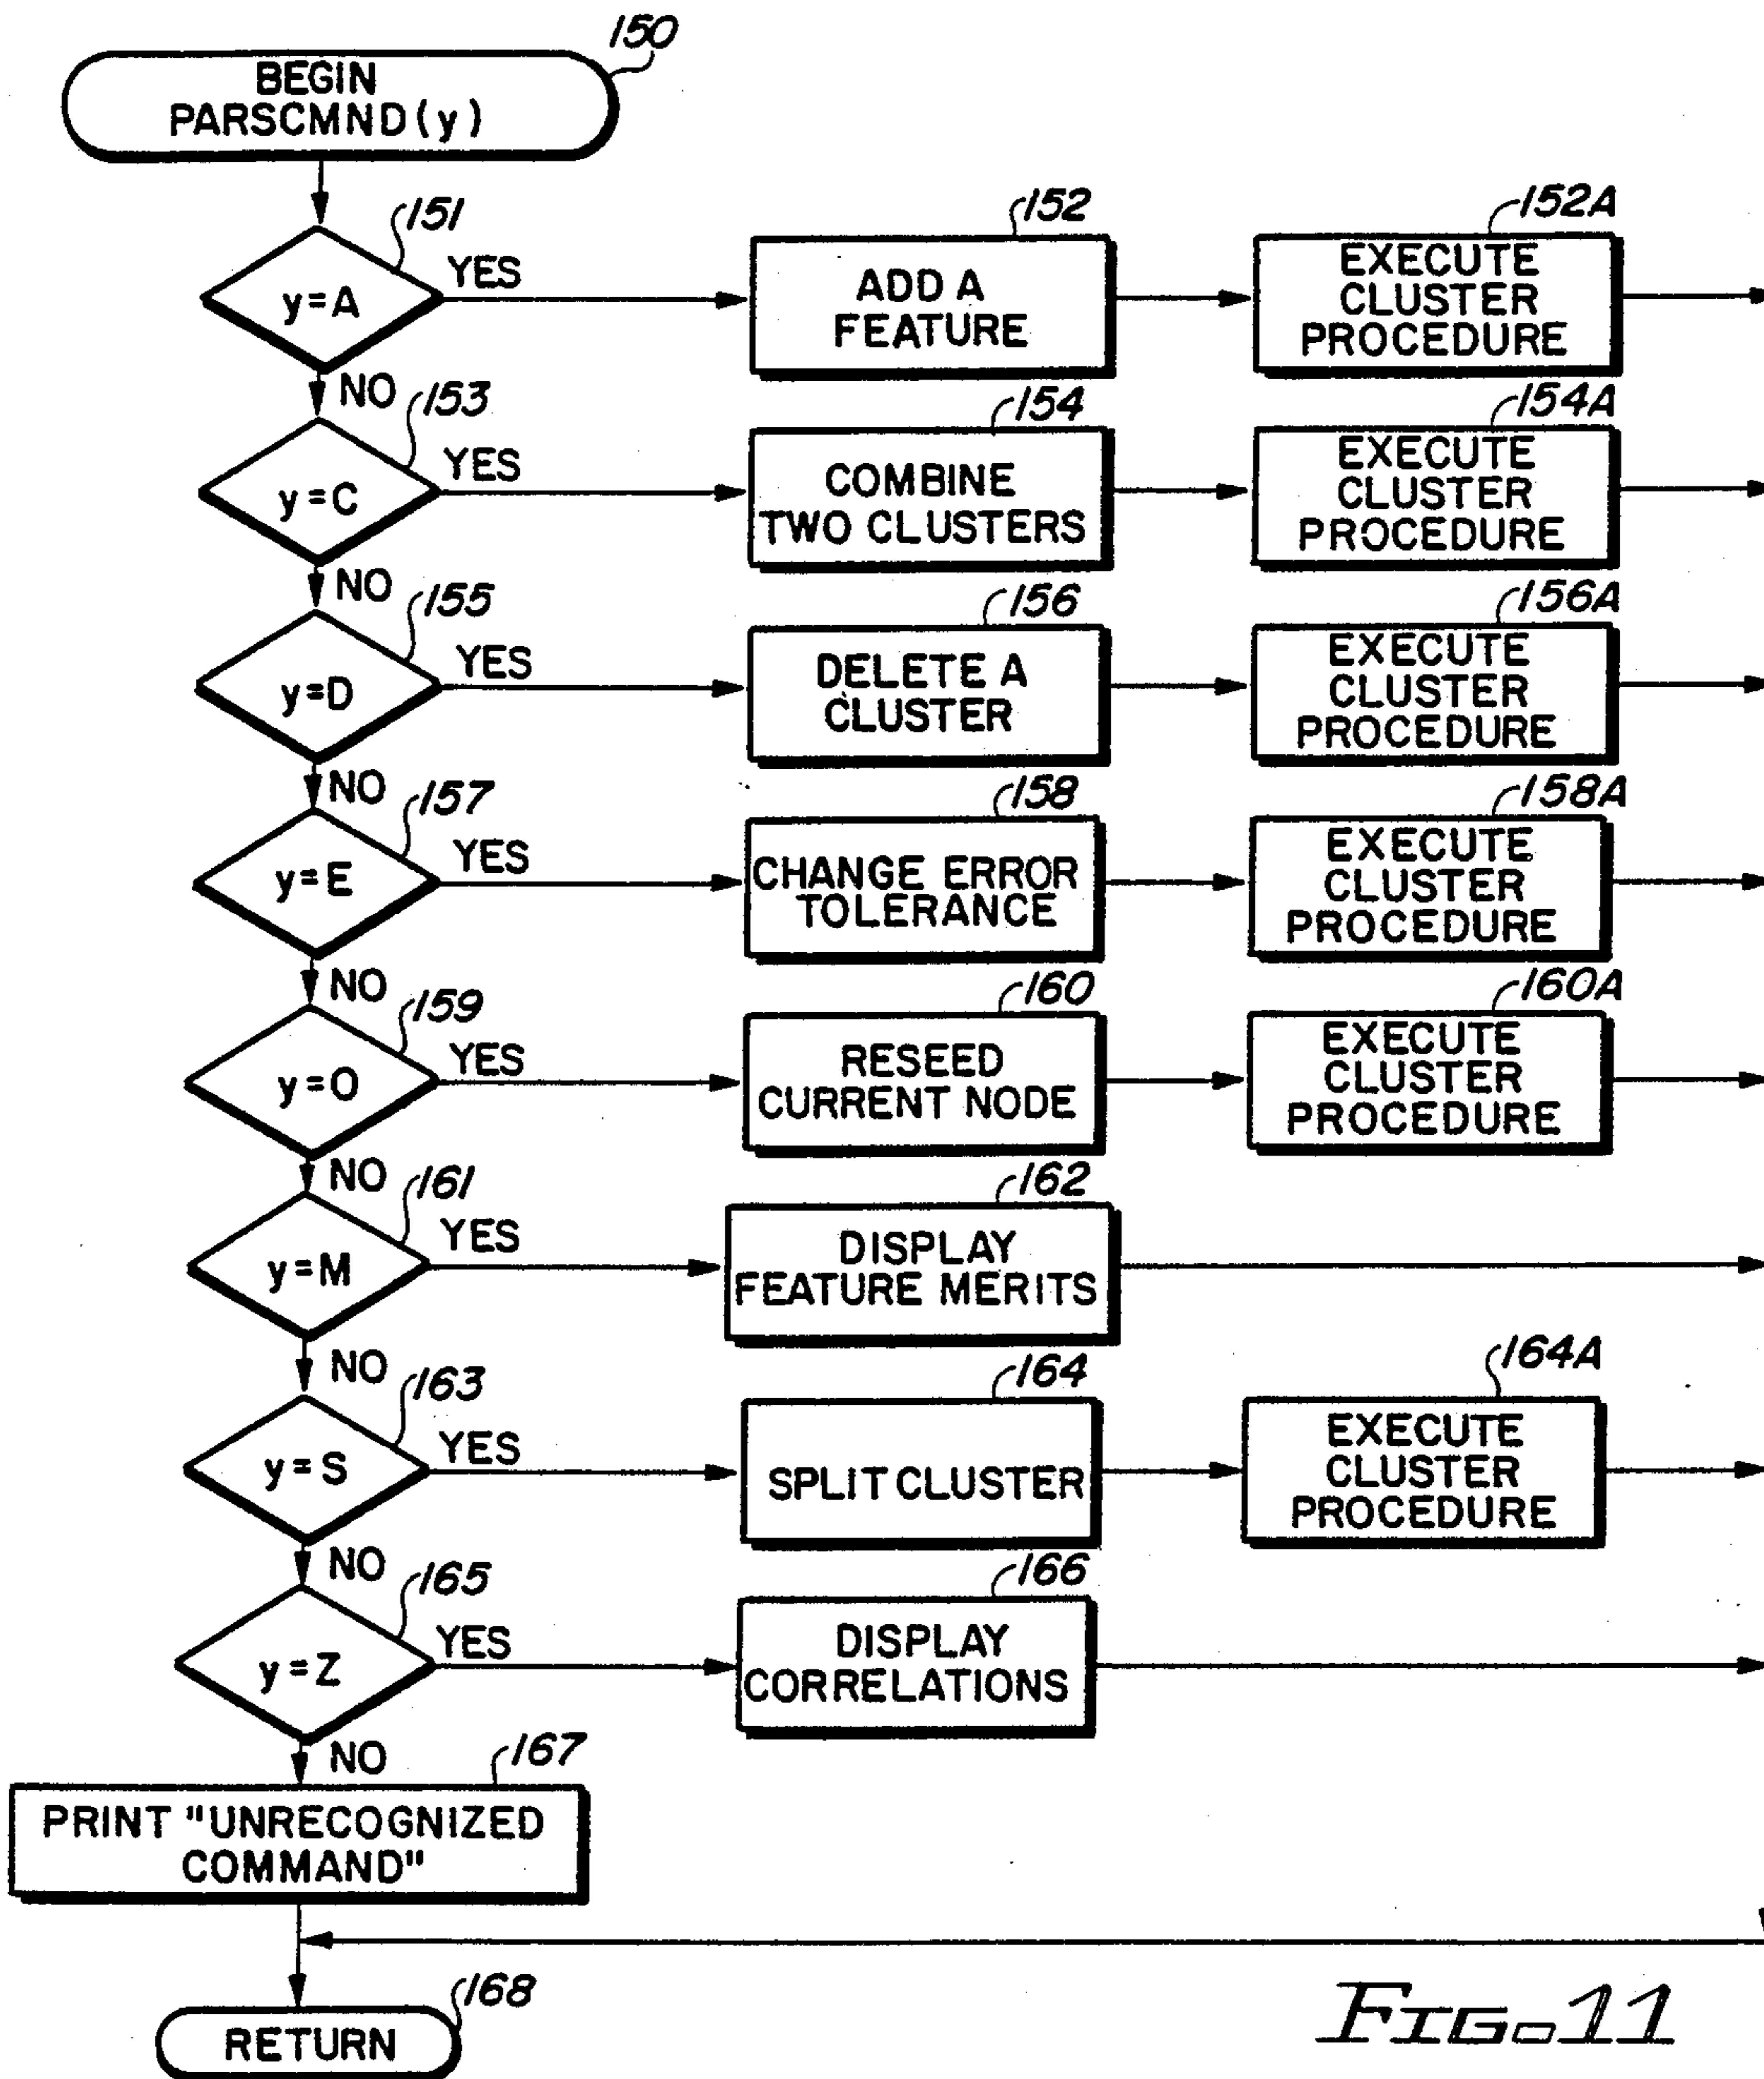 150
BEGIN
PARSCMND (y)
151
y=A
YES
152
ADD A
FEATURE
152A
EXECUTE
CLUSTER
PROCEDURE
NO
153
y=C
YES
154
COMBINE
TWO CLUSTERS
154A
EXECUTE
CLUSTER
PROCEDURE
NO
155
y=D
YES
156
DELETE A
CLUSTER
156A
EXECUTE
CLUSTER
PROCEDURE
NO
157
y=E
YES
158
CHANGE ERROR
TOLERANCE
158A
EXECUTE
CLUSTER
PROCEDURE
NO
159
y=O
YES
160
RESEED
CURRENT NODE
160A
EXECUTE
CLUSTER
PROCEDURE
NO
161
y=M
YES
162
DISPLAY
FEATURE MERITS
NO
163
y=S
YES
164
SPLIT CLUSTER
164A
EXECUTE
CLUSTER
PROCEDURE
NO
165
y=Z
YES
166
DISPLAY
CORRELATIONS
NO
167
PRINT "UNRECOGNIZED
COMMAND"
168
RETURN
FIG. 11